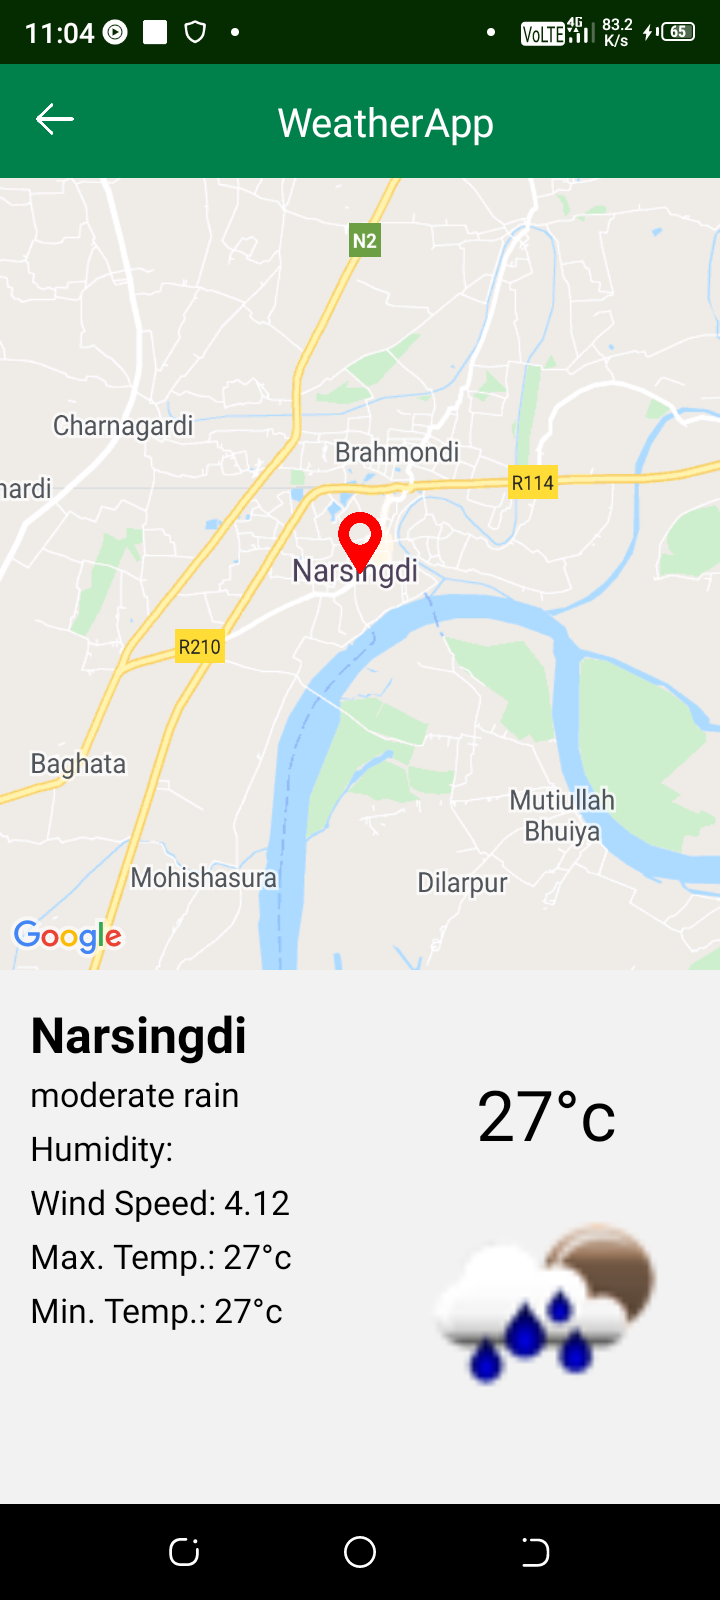 11:04
VoLTE 4G 83.2 K/s 65
WeatherApp
N2
Charnagardi
Brahmondi
nardi
R114
Narsingdi
R210
Baghata
Mutiullah
Bhuiya
Mohishasura
Dilarpur
Google
Narsingdi
moderate rain
27°c
Humidity:
Wind Speed: 4.12
Max. Temp.: 27°c
Min. Temp.: 27°c